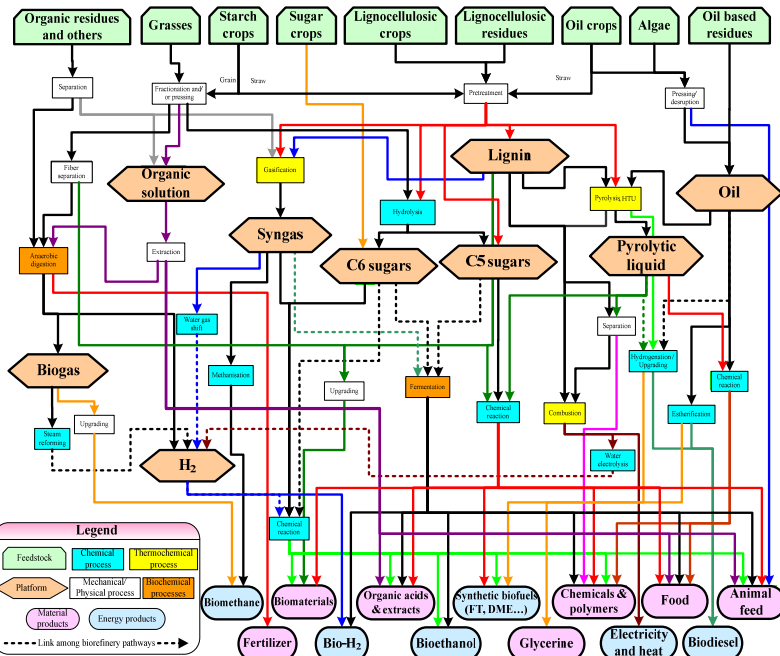 Organic residues
and others
Grasses
Starch
crops
Sugar
crops
Lignocellulosic
crops
Lignocellulosic
residues
Oil crops
Algae
Oil based
residues
Separation
Fractionation and/
or pressing
Grain
Straw
Pretreatment
Straw
Pressing/
desruption
Fiber
separation
Organic
solution
Gasification
Lignin
Hydrolysis
Pyrolysis, HTU
Oil
Syngas
C6 sugars
C5 sugars
Pyrolytic
liquid
Anaerobic
digestion
Extraction
Water gas
shift
Separation
Biogas
Methanisation
Upgrading
Fermentation
Hydrogenation /
Upgrading
Chemical
reaction
Steam
reforming
Upgrading
Chemical
reaction
Combustion
Estherification
H2
Water
electrolysis
Chemical
reaction
Legend
Feedstock
Chemical
process
Thermochemical
process
Platform
Mechanical/
Physical process
Biochemical
processes
Material
products
Energy products
Link among biorefinery pathways
Biomethane
Biomaterials
Organic acids
& extracts
Synthetic biofuels
(FT, DME…)
Chemicals &
polymers
Food
Animal
feed
Fertilizer
Bio-H2
Bioethanol
Glycerine
Electricity
and heat
Biodiesel